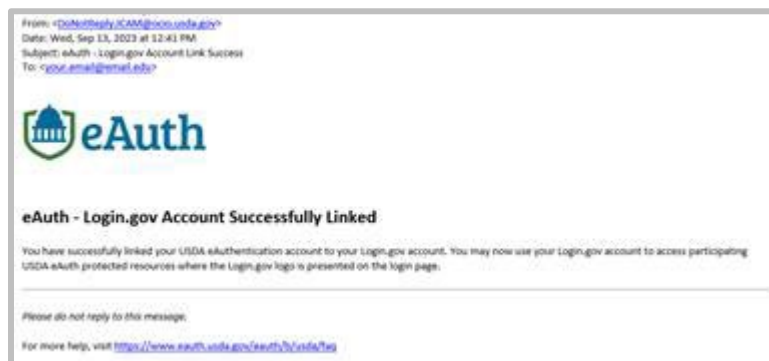 From: <DoNotReply.ICAM@ocio.usda.gov>
Date: Wed, Sep 13, 2023 at 12:41 PM
Subject: eAuth - Login.gov Account Link Success
To: <your.email@email.edu>
eAuth
eAuth - Login.gov Account Successfully Linked
You have successfully linked your USDA eAuthentication account to your Login.gov account. You may now use your Login.gov account to access participating
USDA eAuth protected resources where the Login.gov logo is presented on the login page.
Please do not reply to this message.
For more help, visit https://www.eauth.usda.gov/eauth/b/usda/faq